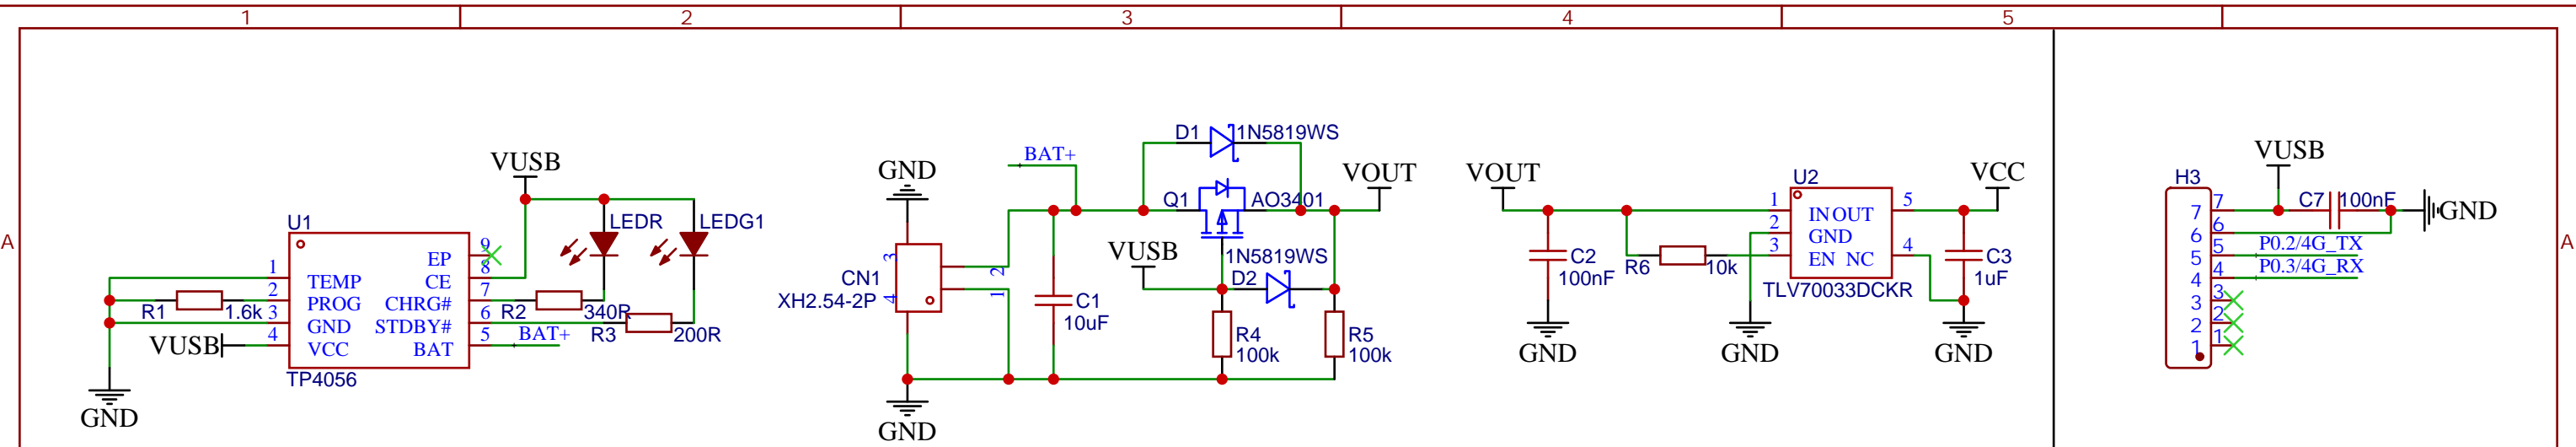 1 2 3 4 5
A
A
VUSB
U1
TP4056
1 TEMP
2 PROG
3 GND
4 VCC
9 EP
8 CE
7 CHRG#
6 STDBY#
5 BAT
R1 1.6k
VUSB
GND
LEDR
LEDG1
R2 340R
R3 200R
BAT+
GND
CN1
XH2.54-2P
3
4
2
1
GND
BAT+
C1
10uF
D1 1N5819WS
Q1 AO3401
VUSB
1N5819WS
D2
R4
100k
R5
100k
VOUT
VOUT
C2
100nF
GND
R6 10k
U2
1 IN OUT 5
2 GND
3 EN NC 4
TLV70033DCKR
GND
VCC
C3
1uF
GND
H3
VUSB
C7 100nF
GND
7 7
6 6
5 5 P0.2/4G_TX
4 4 P0.3/4G_RX
3 3
2 2
1 1